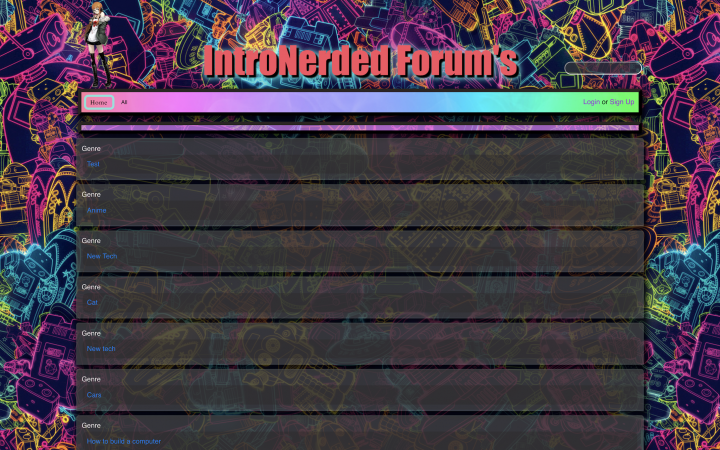 IntroNerded Forum's
Home All Login or Sign Up
Genre
Test
Genre
Anime
Genre
New Tech
Genre
Cat
Genre
New tech
Genre
Cars
Genre
How to build a computer